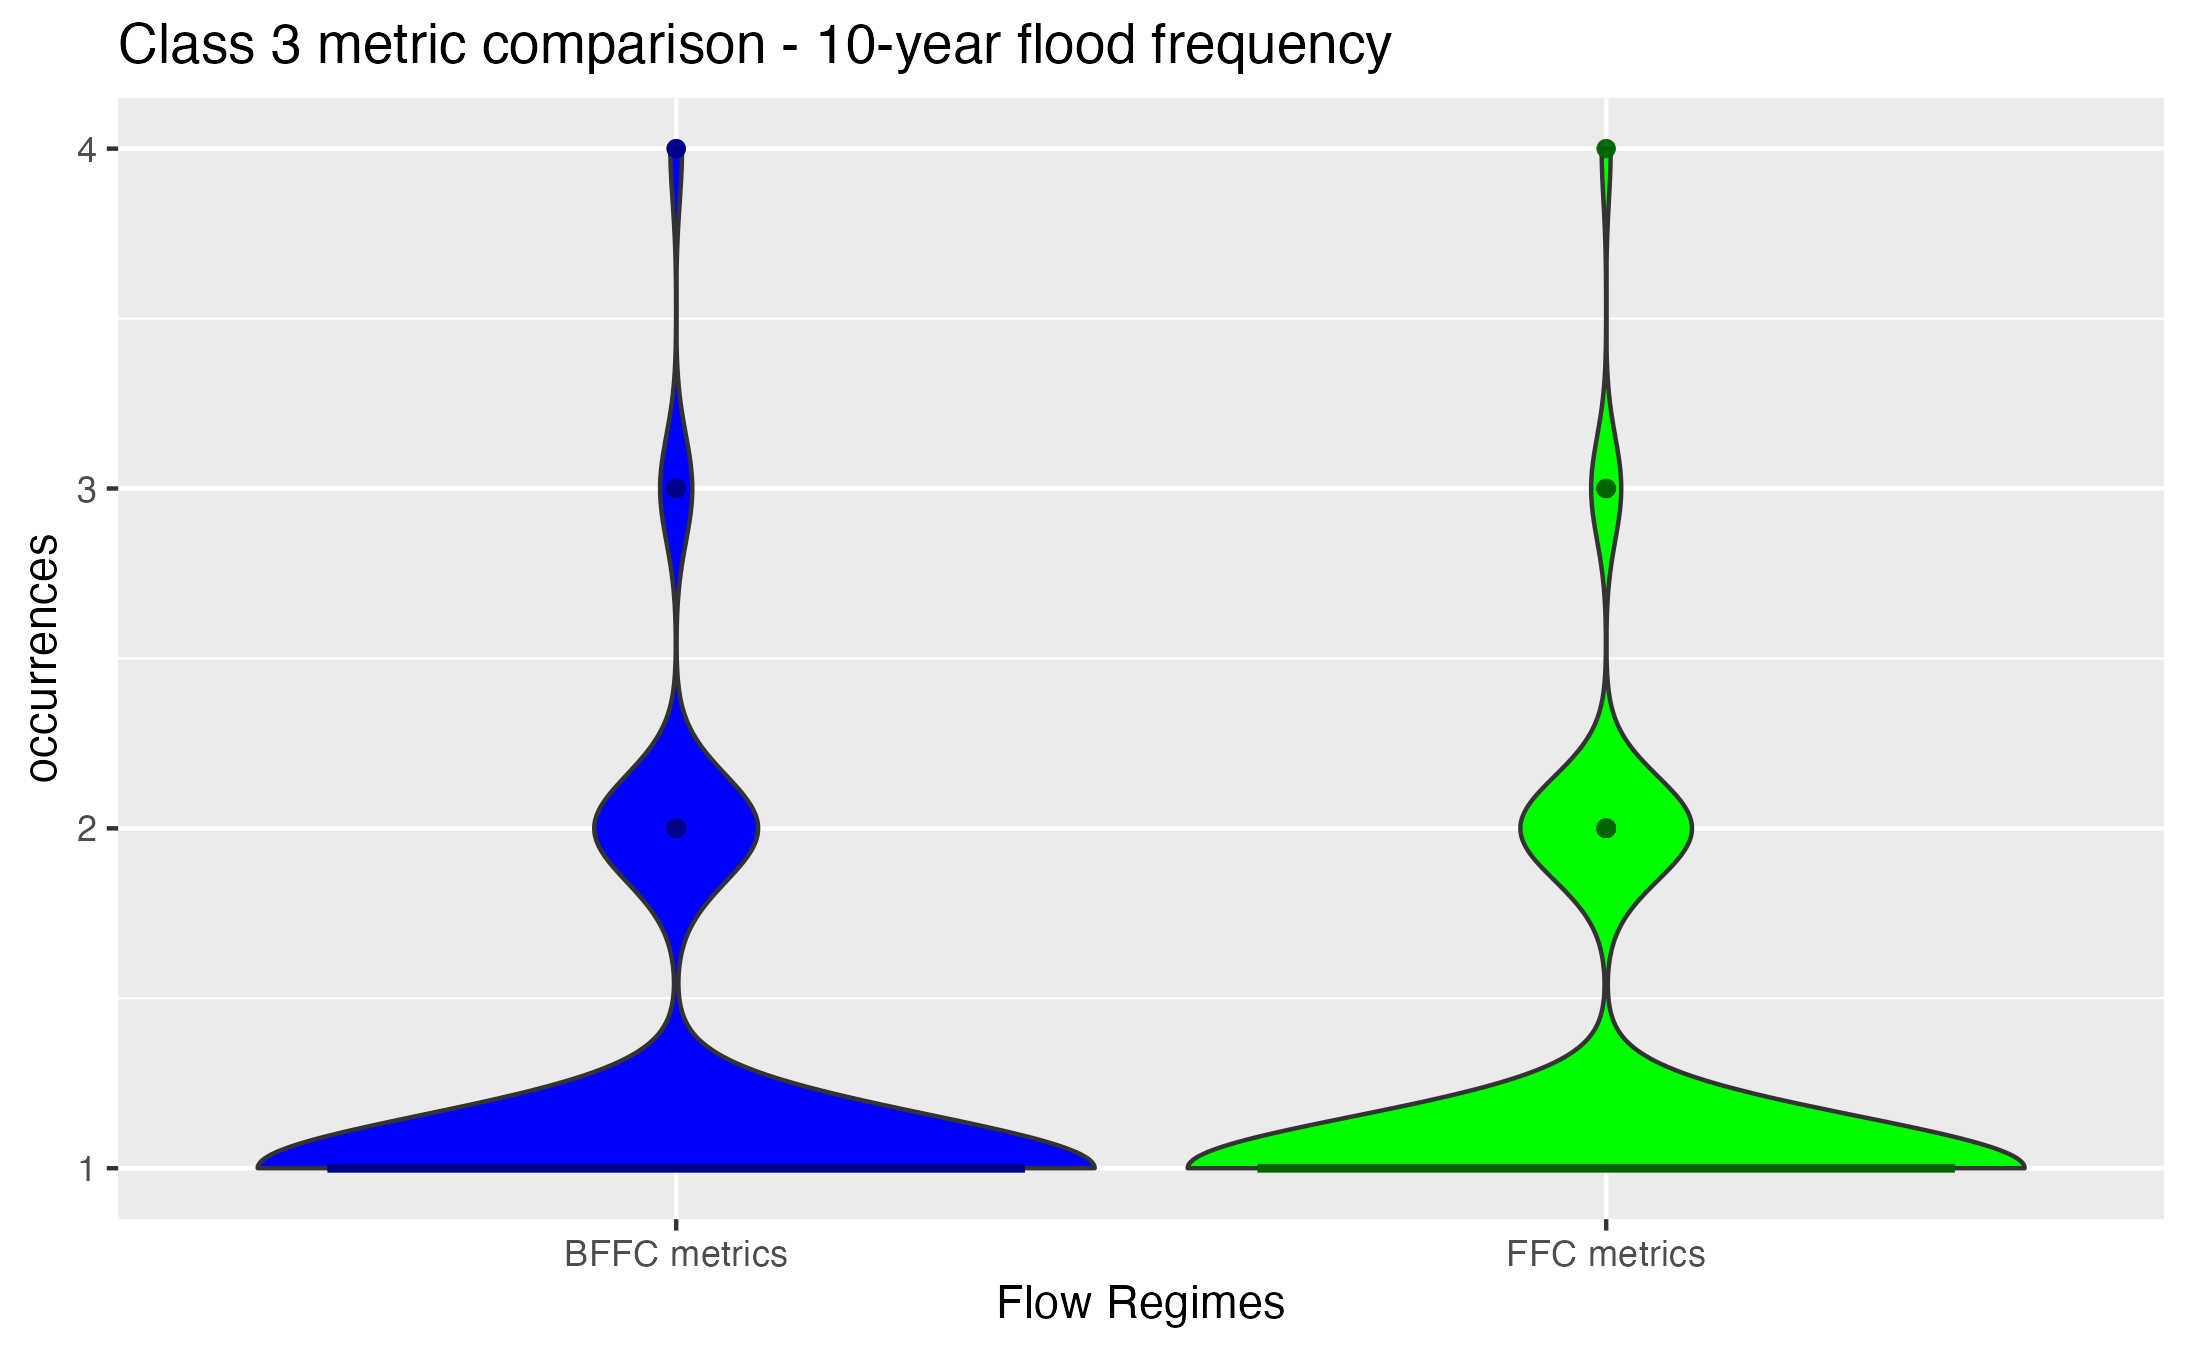 Class 3 metric comparison - 10-year flood frequency
4
3
2
1
occurrences
BFFC metrics
FFC metrics
Flow Regimes